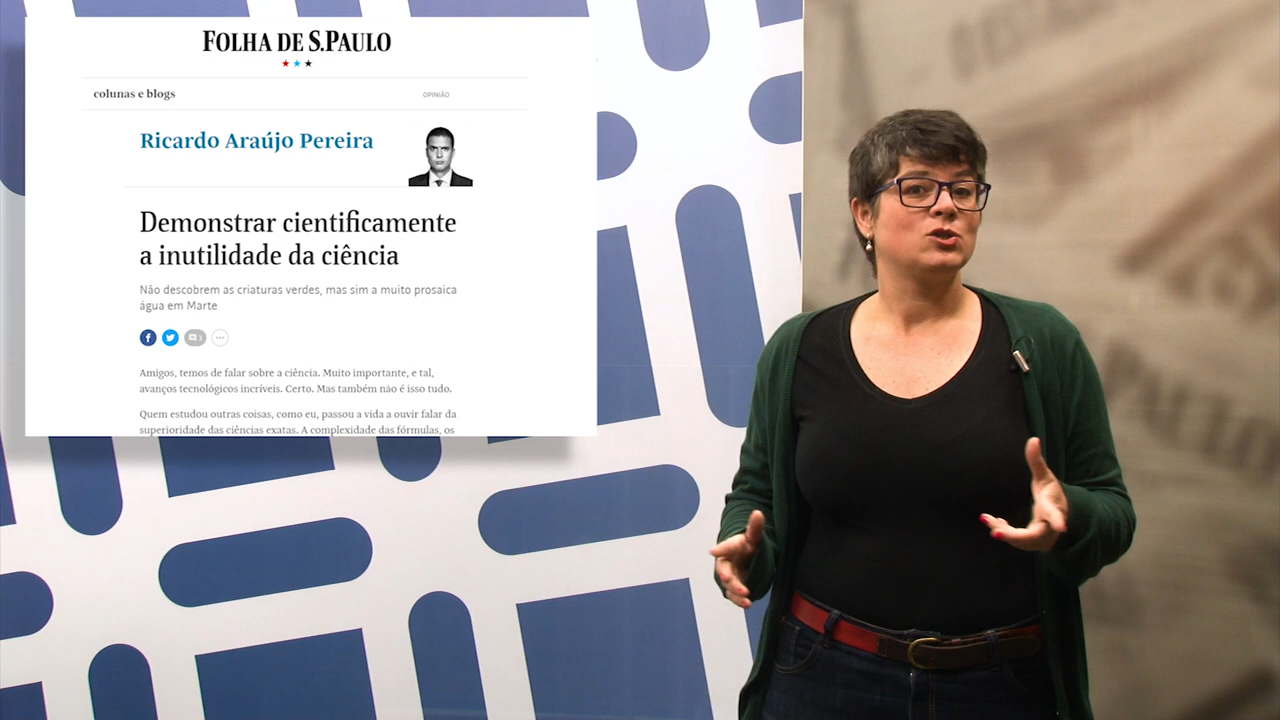 FOLHA DE S.PAULO
colunas e blogs
OPINIÃO
Ricardo Araújo Pereira
Demonstrar cientificamente
a inutilidade da ciência
Não descobrem as criaturas verdes, mas sim a muito prosaica
água em Marte
3
Amigos, temos de falar sobre a ciência. Muito importante, e tal,
avanços tecnológicos incríveis. Certo. Mas também não é isso tudo.
Quem estudou outras coisas, como eu, passou a vida a ouvir falar da
superioridade das ciências exatas. A complexidade das fórmulas, os